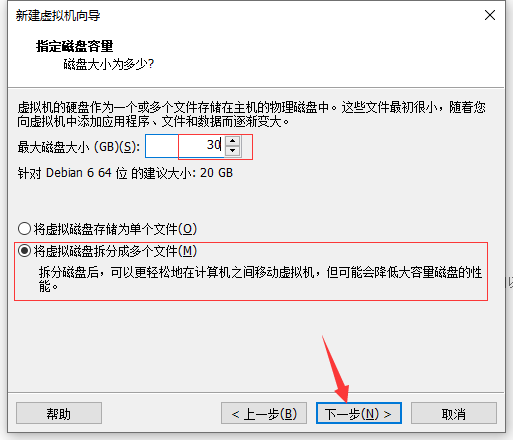 新建虚拟机向导
指定磁盘容量
磁盘大小为多少?
虚拟机的硬盘作为一个或多个文件存储在主机的物理磁盘中。这些文件最初很小，随着您
向虚拟机中添加应用程序、文件和数据而逐渐变大。
最大磁盘大小 (GB)(S): 30
针对 Debian 6 64 位 的建议大小: 20 GB
将虚拟磁盘存储为单个文件(O)
将虚拟磁盘拆分成多个文件(M)
拆分磁盘后，可以更轻松地在计算机之间移动虚拟机，但可能会降低大容量磁盘的性
能。
帮助 < 上一步(B) 下一步(N) > 取消